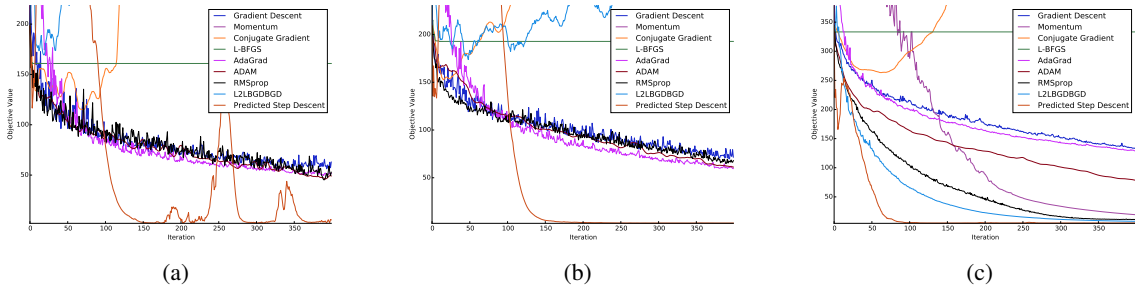 200
150
100
50
0
50
100
150
200
250
300
350
Objective Value
Iteration
Gradient Descent
Momentum
Conjugate Gradient
L-BFGS
AdaGrad
ADAM
RMSprop
L2LBGDBGD
Predicted Step Descent
(a)
200
150
100
50
0
50
100
150
200
250
300
350
Objective Value
Iteration
Gradient Descent
Momentum
Conjugate Gradient
L-BFGS
AdaGrad
ADAM
RMSprop
L2LBGDBGD
Predicted Step Descent
(b)
350
300
250
200
150
100
50
0
50
100
150
200
250
300
350
Objective Value
Iteration
Gradient Descent
Momentum
Conjugate Gradient
L-BFGS
AdaGrad
ADAM
RMSprop
L2LBGDBGD
Predicted Step Descent
(c)